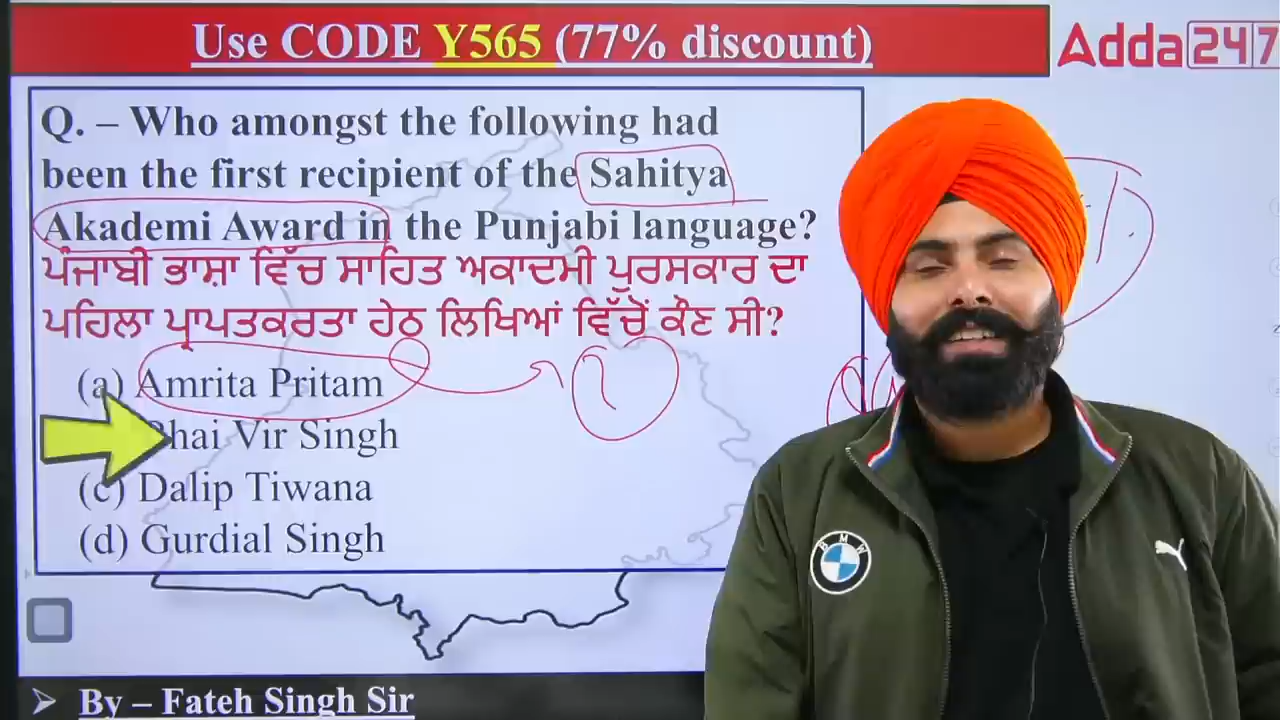 Use CODE Y565 (77% discount)
Adda247
Q. – Who amongst the following had
been the first recipient of the Sahitya
Akademi Award in the Punjabi language?
ਪੰਜਾਬੀ ਭਾਸ਼ਾ ਵਿੱਚ ਸਾਹਿਤ ਅਕਾਦਮੀ ਪੁਰਸਕਾਰ ਦਾ
ਪਹਿਲਾ ਪ੍ਰਾਪਤਕਰਤਾ ਹੇਠ ਲਿਖਿਆਂ ਵਿੱਚੋਂ ਕੌਣ ਸੀ?
(a) Amrita Pritam
Bhai Vir Singh
(c) Dalip Tiwana
(d) Gurdial Singh
BMW
➤ By – Fateh Singh Sir